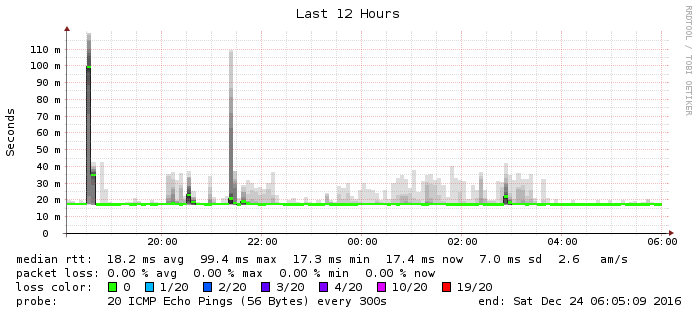 Last 12 Hours
RRDTOOL / TOBI OETIKER
Seconds
110 m
100 m
90 m
80 m
70 m
60 m
50 m
40 m
30 m
20 m
10 m
0
20:00 22:00 00:00 02:00 04:00 06:00
median rtt: 18.2 ms avg 99.4 ms max 17.3 ms min 17.4 ms now 7.0 ms sd 2.6 am/s
packet loss: 0.00 % avg 0.00 % max 0.00 % min 0.00 % now
loss color: 0 1/20 2/20 3/20 4/20 10/20 19/20
probe: 20 ICMP Echo Pings (56 Bytes) every 300s end: Sat Dec 24 06:05:09 2016